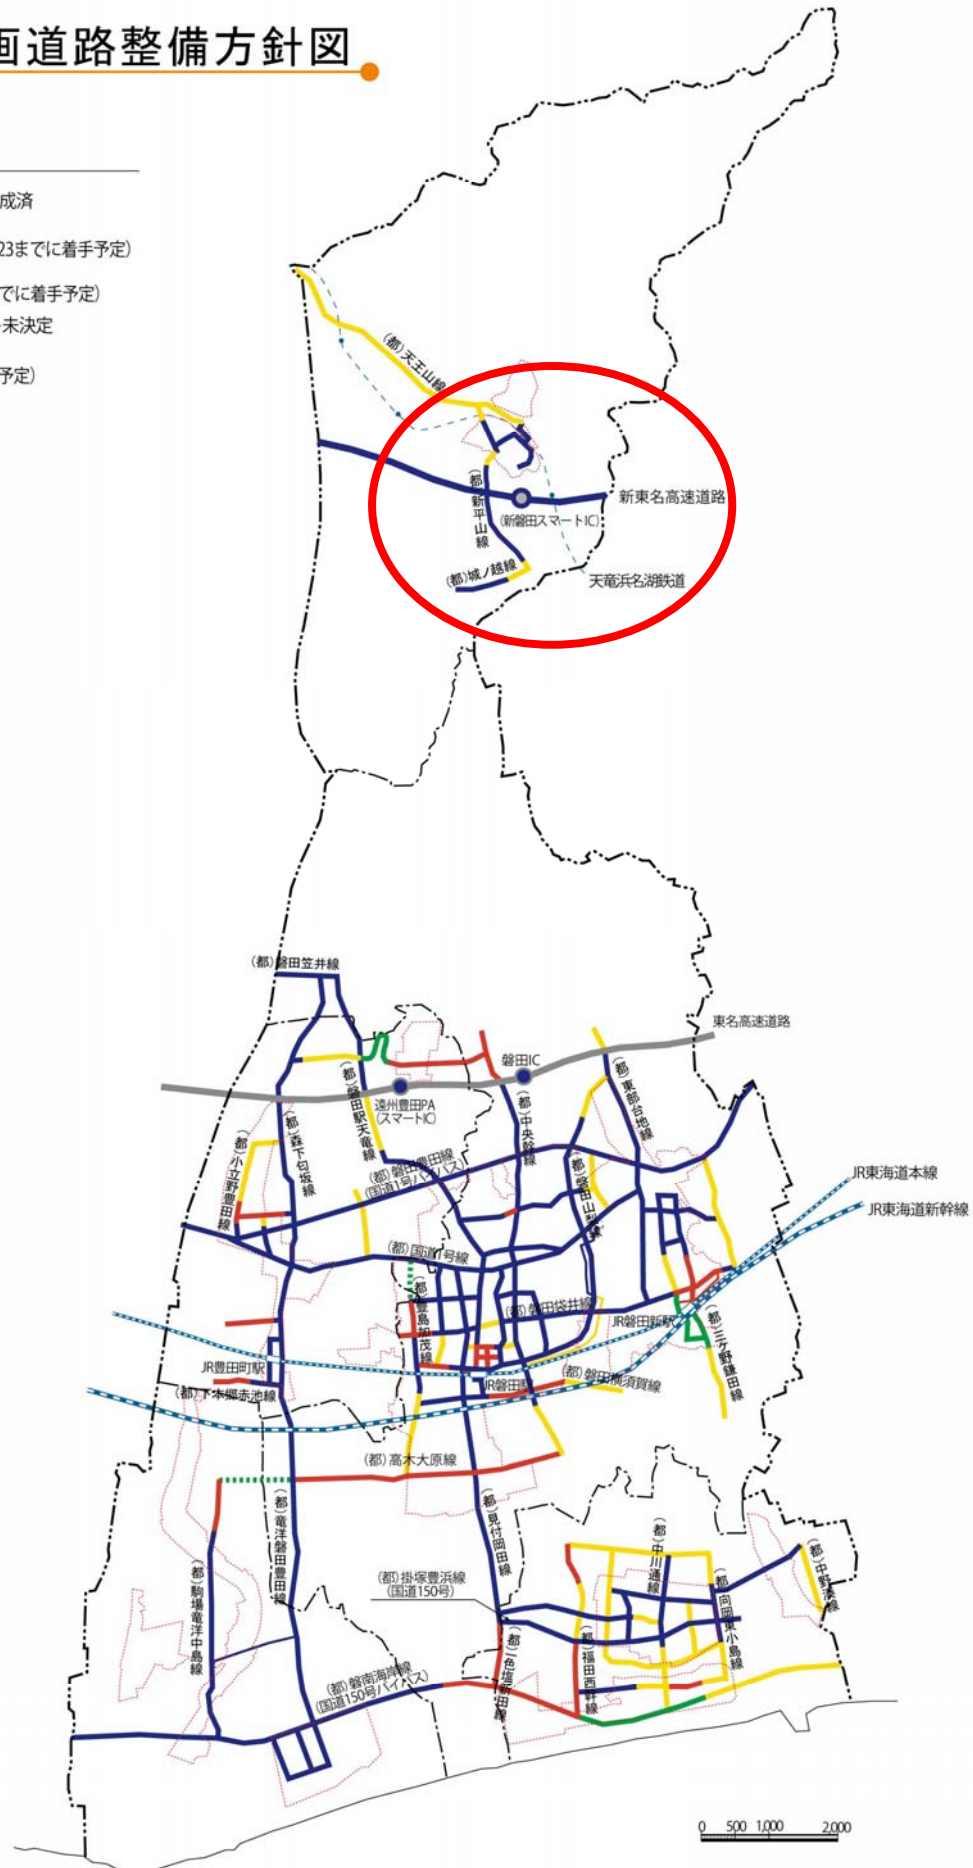 画道路整備方針図
成済
23までに着手予定)
でに着手予定)
未決定
予定)
(都)天王山線
新東名高速道路
(新磐田スマートIC)
(都)新平山線
(都)城ノ越線
天竜浜名湖鉄道
(都)磐田笠井線
東名高速道路
磐田IC
遠州豊田PA
(スマートIC)
(都)磐田駅天竜線
(都)中央幹線
(都)東部台地線
(都)森下匂坂線
(都)小立野豊田線
(都)磐田豊田線
(国道1号バイパス)
(都)磐田山梨線
JR東海道本線
JR東海道新幹線
(都)国道1号線
(都)豊島加茂線
(都)磐田袋井線
JR磐田新駅
(都)三ケ野鎌田線
JR豊田町駅
(都)下本郷赤池線
JR磐田駅
(都)磐田横須賀線
(都)高木大原線
(都)竜洋磐田豊田線
(都)見付岡田線
(都)中川通線
(都)中野湊線
(都)掛塚豊浜線
(国道150号)
(都)駒場竜洋中島線
(都)向岡東小島線
(都)一色塩新田線
(都)福田西幹線
(都)磐南海岸線
(国道150号バイパス)
0 500 1,000 2,000